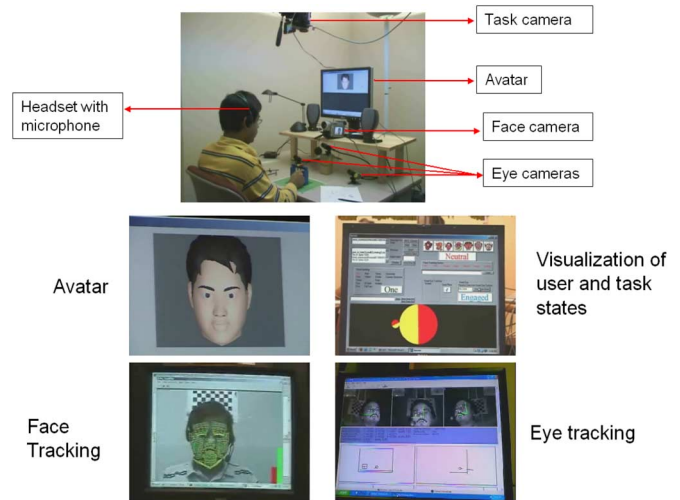 Task camera
Avatar
Headset with
microphone
Face camera
Eye cameras
Avatar
Neutral
One
Engaged
Visualization of
user and task
states
Face
Tracking
Eye tracking